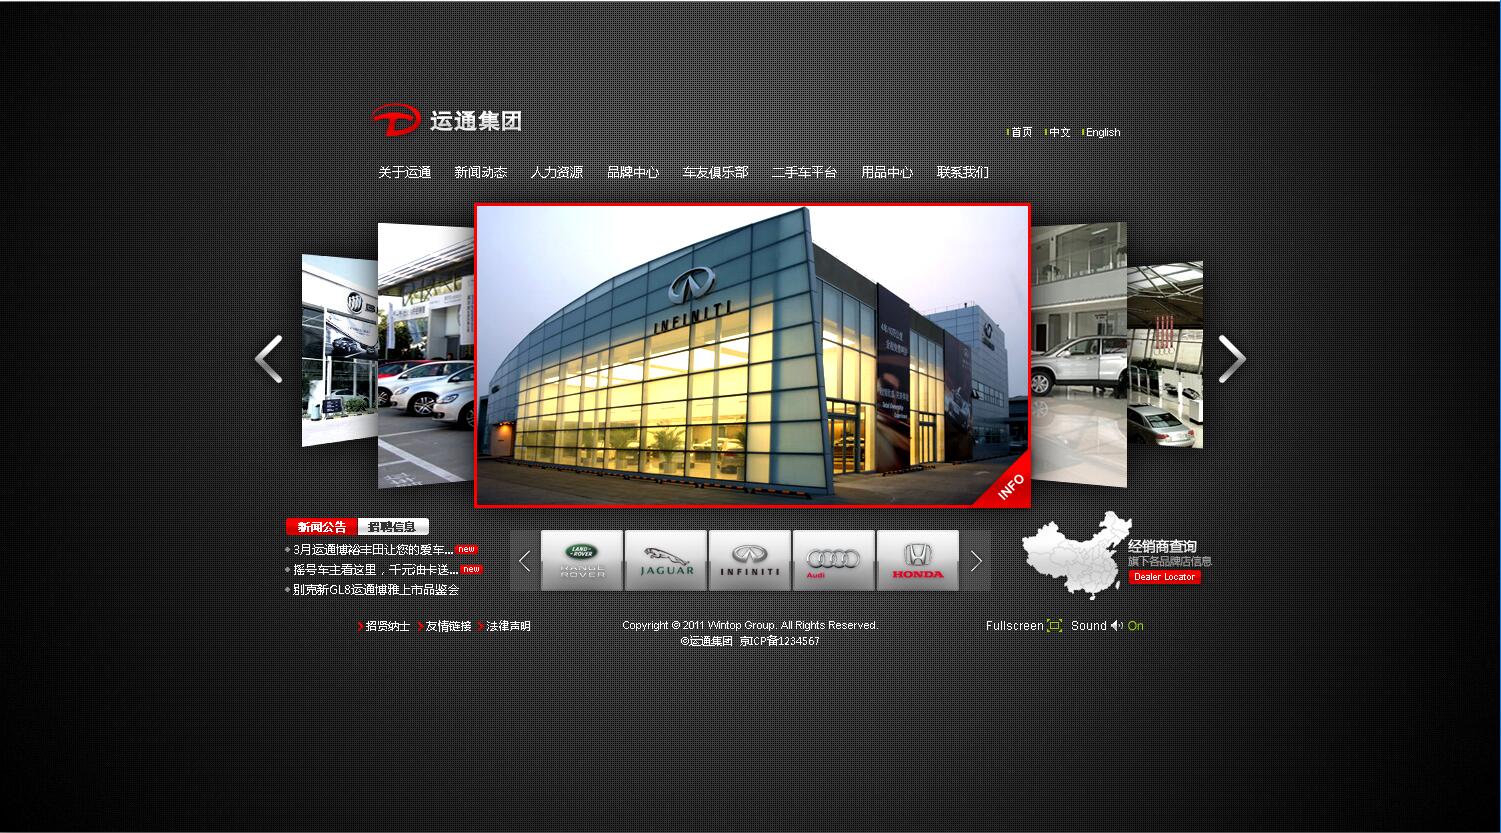 运通集团
首页 中文 English
关于运通 新闻动态 人力资源 品牌中心 车友俱乐部 二手车平台 用品中心 联系我们
INFINITI
INFO
新闻公告 招聘信息
3月运通博裕丰田让您的爱车... new
摇号车主看这里，千元油卡送... new
别克新GL8运通博雅上市品鉴会
LAND ROVER
RANGE ROVER
JAGUAR
INFINITI
Audi
HONDA
经销商查询
旗下各品牌店信息
Dealer Locator
招贤纳士 友情链接 法律声明
Copyright © 2011 Wintop Group. All Rights Reserved.
©运通集团 京ICP备1234567
Fullscreen Sound On